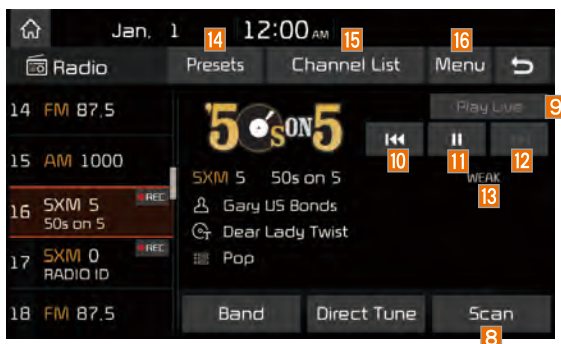 Jan. 1 12:00 AM
14 15 16
Radio Presets Channel List Menu
14 FM 87.5
15 AM 1000
16 SXM 5 REC
50s on 5
17 SXM 0 REC
RADIO ID
18 FM 87.5
'50s ON 5
Play Live 9
10 11 12
SXM 5 50s on 5
WEAK
13
Gary US Bonds
Dear Lady Twist
Pop
Band Direct Tune Scan
8